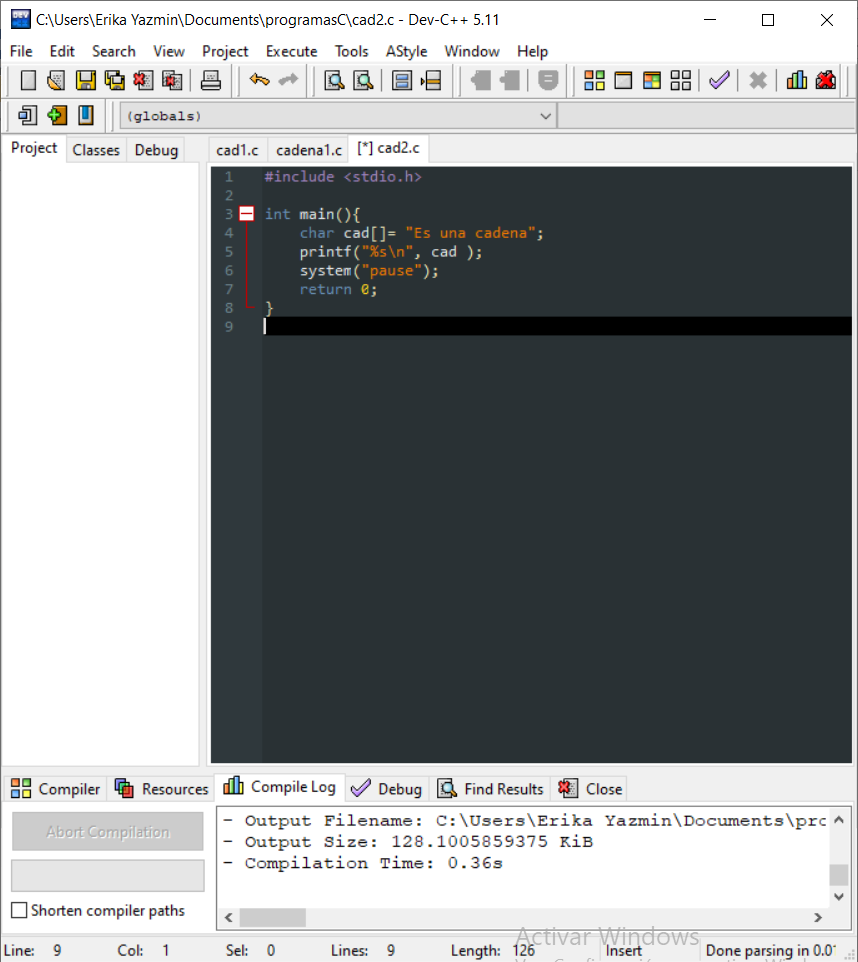 C:\Users\Erika Yazmin\Documents\programasC\cad2.c - Dev-C++ 5.11
File Edit Search View Project Execute Tools AStyle Window Help
(globals)
Project Classes Debug cad1.c cadena1.c [*] cad2.c
1 #include <stdio.h>
2
3 int main(){
4 char cad[]= "Es una cadena";
5 printf("%s\n", cad );
6 system("pause");
7 return 0;
8 }
9
Compiler Resources Compile Log Debug Find Results Close
Abort Compilation
Shorten compiler paths
- Output Filename: C:\Users\Erika Yazmin\Documents\pro
- Output Size: 128.1005859375 KiB
- Compilation Time: 0.36s
Activar Windows
Line: 9 Col: 1 Sel: 0 Lines: 9 Length: 126 Insert Done parsing in 0.0